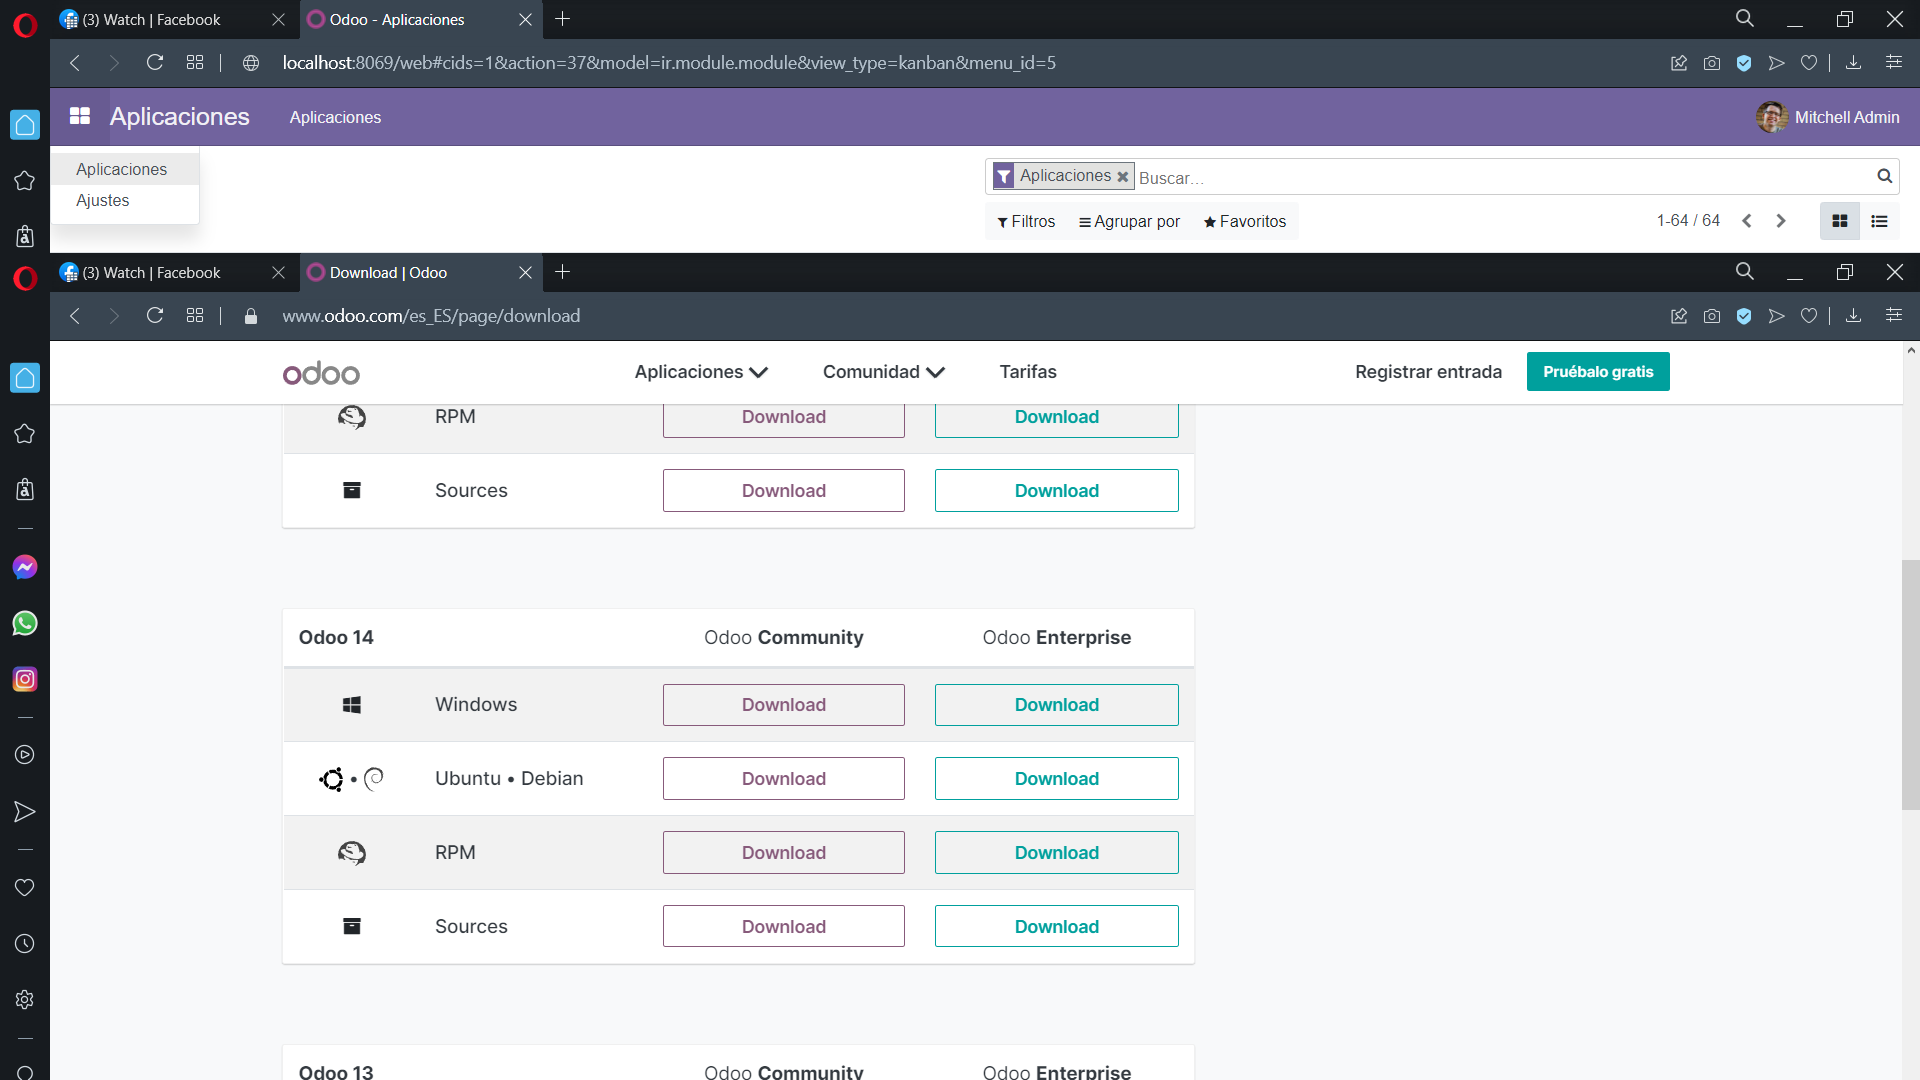 (3) Watch | Facebook
Odoo - Aplicaciones
localhost:8069/web#cids=1&action=37&model=ir.module.module&view_type=kanban&menu_id=5
Aplicaciones
Aplicaciones
Mitchell Admin
Aplicaciones
Ajustes
Aplicaciones
Buscar...
Filtros
Agrupar por
Favoritos
1-64 / 64
(3) Watch | Facebook
Download | Odoo
www.odoo.com/es_ES/page/download
odoo
Aplicaciones
Comunidad
Tarifas
Registrar entrada
Pruébalo gratis
RPM Download Download
Sources Download Download
Odoo 14 Odoo Community Odoo Enterprise
Windows Download Download
Ubuntu • Debian Download Download
RPM Download Download
Sources Download Download
Odoo 13 Odoo Community Odoo Enterprise